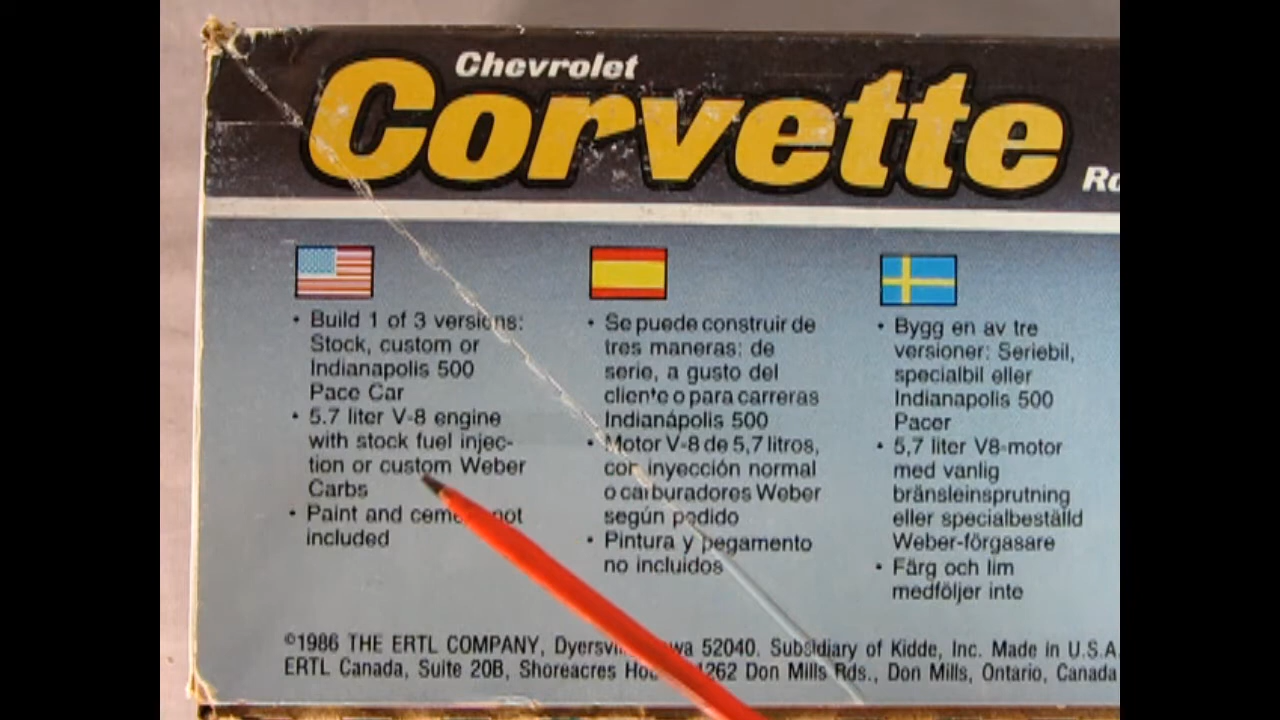 Chevrolet
Corvette
• Build 1 of 3 versions:
Stock, custom or
Indianapolis 500
Pace Car
• 5.7 liter V-8 engine
with stock fuel injec-
tion or custom Weber
Carbs
• Paint and not
included
• Se puede construir de
tres maneras: de
serie, a gusto del
cliente o para carreras
Indianápolis 500
• Motor V-8 de 5,7 litros,
con inyección normal
o carburadores Weber
según pedido
• Pintura y pegamento
no incluidos
• Bygg en av tre
versioner: Seriebil,
specialbil eller
Indianapolis 500
Pacer
• 5,7 liter V8-motor
med vanlig
bränsleinsprutning
eller specialbeställd
Weber-förgasare
• Färg och lim
medföljer inte
©1986 THE ERTL COMPANY, 52040. Subsidiary of Kidde, Inc. Made in U.S.A.
ERTL Canada, Suite 20B, Shoreacres 1262 Don Mills Rds., Don Mills, Ontario, Canada